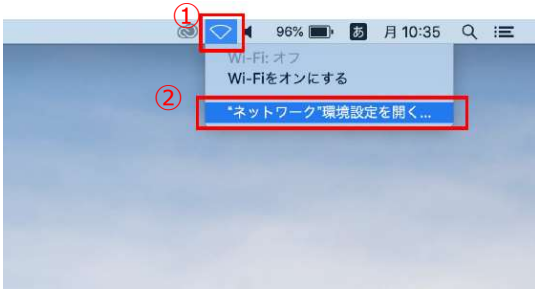 ①
96% あ 月 10:35
Wi-Fi: オフ
Wi-Fiをオンにする
②
“ネットワーク”環境設定を開く...